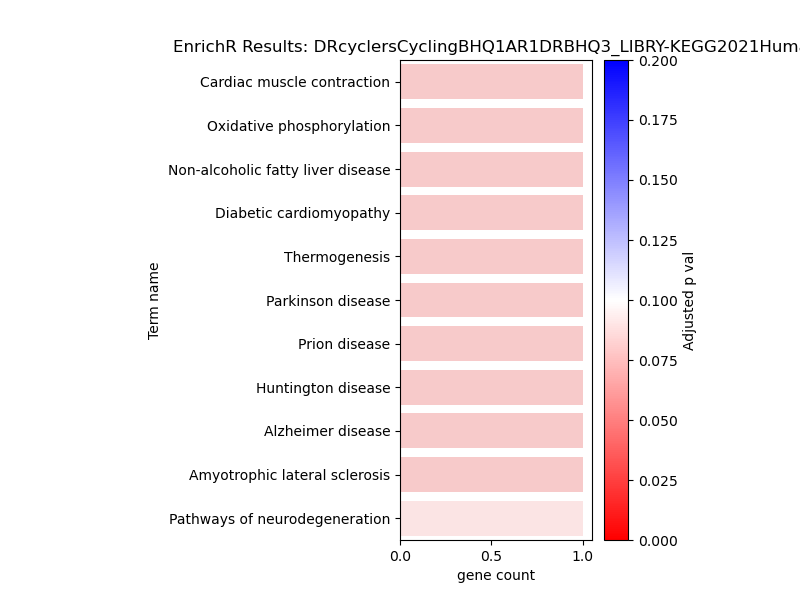 EnrichR Results: DRcyclersCyclingBHQ1AR1DRBHQ3_LIBRY-KEGG2021Huma
Cardiac muscle contraction
Oxidative phosphorylation
Non-alcoholic fatty liver disease
Diabetic cardiomyopathy
Thermogenesis
Parkinson disease
Prion disease
Huntington disease
Alzheimer disease
Amyotrophic lateral sclerosis
Pathways of neurodegeneration
Term name
0.0 0.5 1.0
gene count
0.200
0.175
0.150
0.125
0.100
0.075
0.050
0.025
0.000
Adjusted p val